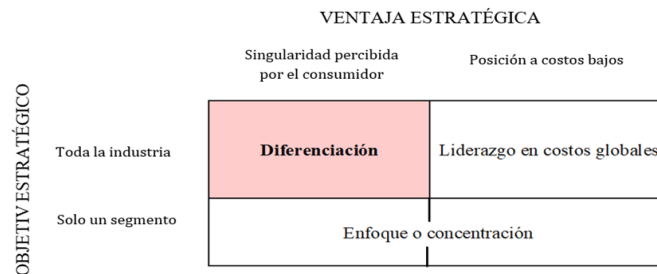 VENTAJA ESTRATÉGICA
Singularidad percibida
por el consumidor
Posición a costos bajos
OBJETIV ESTRATÉGICO
Toda la industria
Diferenciación
Liderazgo en costos globales
Solo un segmento
Enfoque o concentración